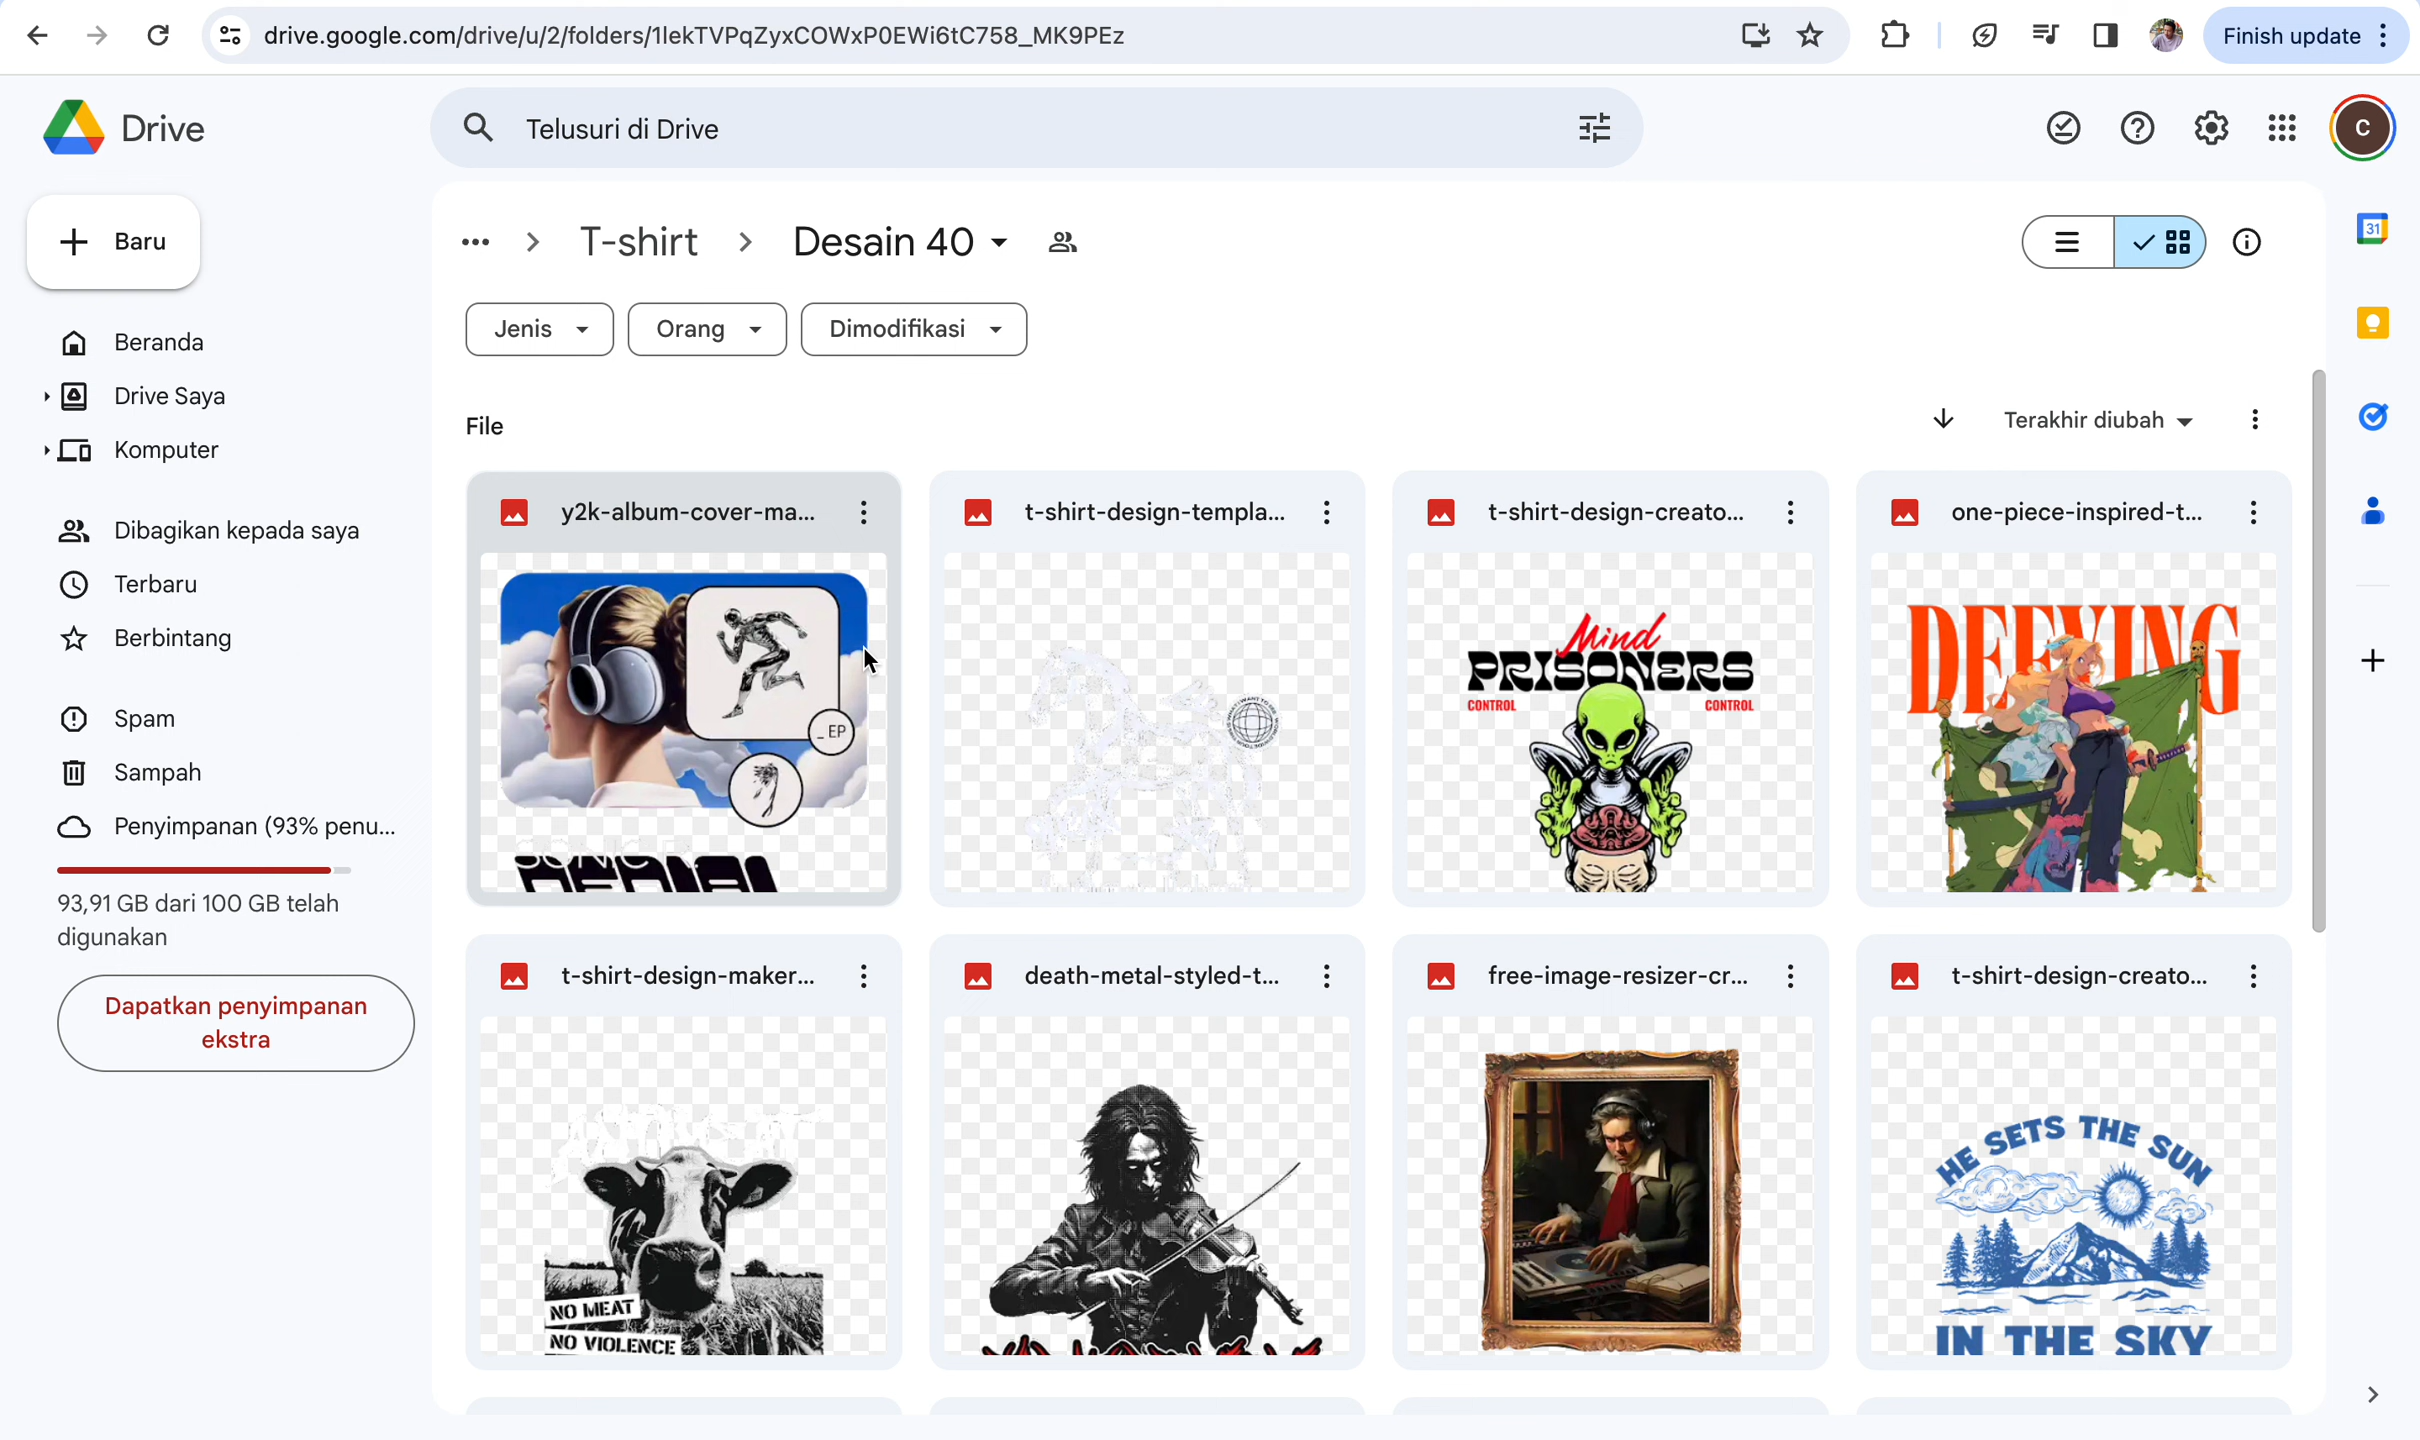 drive.google.com/drive/u/2/folders/1lekTVPqZyxCOWxP0EWi6tC758_MK9PEz
Finish update
Drive
Telusuri di Drive
C
Baru
T-shirt
Desain 40
31
Jenis
Orang
Dimodifikasi
Beranda
Drive Saya
Komputer
Dibagikan kepada saya
Terbaru
Berbintang
Spam
Sampah
Penyimpanan (93% penu...
93,91 GB dari 100 GB telah
digunakan
Dapatkan penyimpanan
ekstra
File
Terakhir diubah
y2k-album-cover-ma...
t-shirt-design-templa...
t-shirt-design-creato...
one-piece-inspired-t...
_ EP
Mind
PRISONERS
CONTROL
CONTROL
t-shirt-design-maker...
death-metal-styled-t...
free-image-resizer-cr...
t-shirt-design-creato...
NO MEAT
NO VIOLENCE
HE SETS THE SUN
IN THE SKY